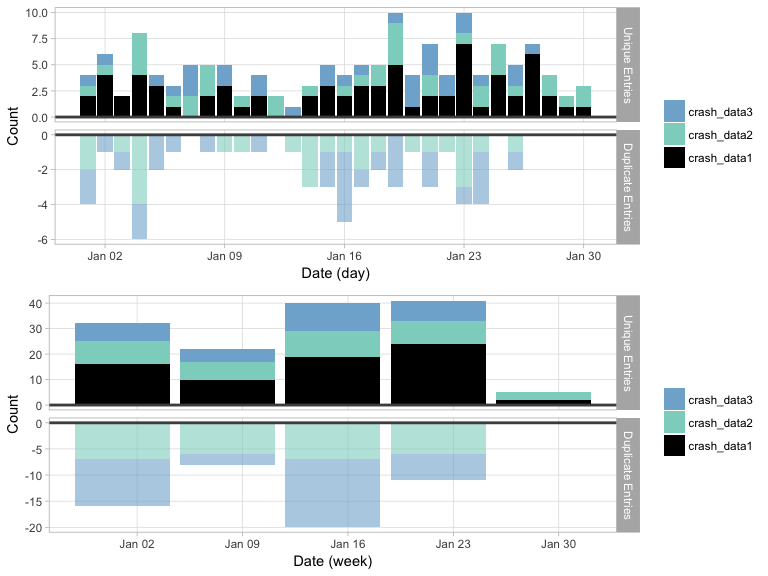 10.0
7.5
5.0
2.5
0.0
Unique Entries
Count
0
-2
-4
-6
Duplicate Entries
Jan 02 Jan 09 Jan 16 Jan 23 Jan 30
Date (day)
crash_data3
crash_data2
crash_data1
40
30
20
10
0
Unique Entries
Count
0
-5
-10
-15
-20
Duplicate Entries
Jan 02 Jan 09 Jan 16 Jan 23 Jan 30
Date (week)
crash_data3
crash_data2
crash_data1